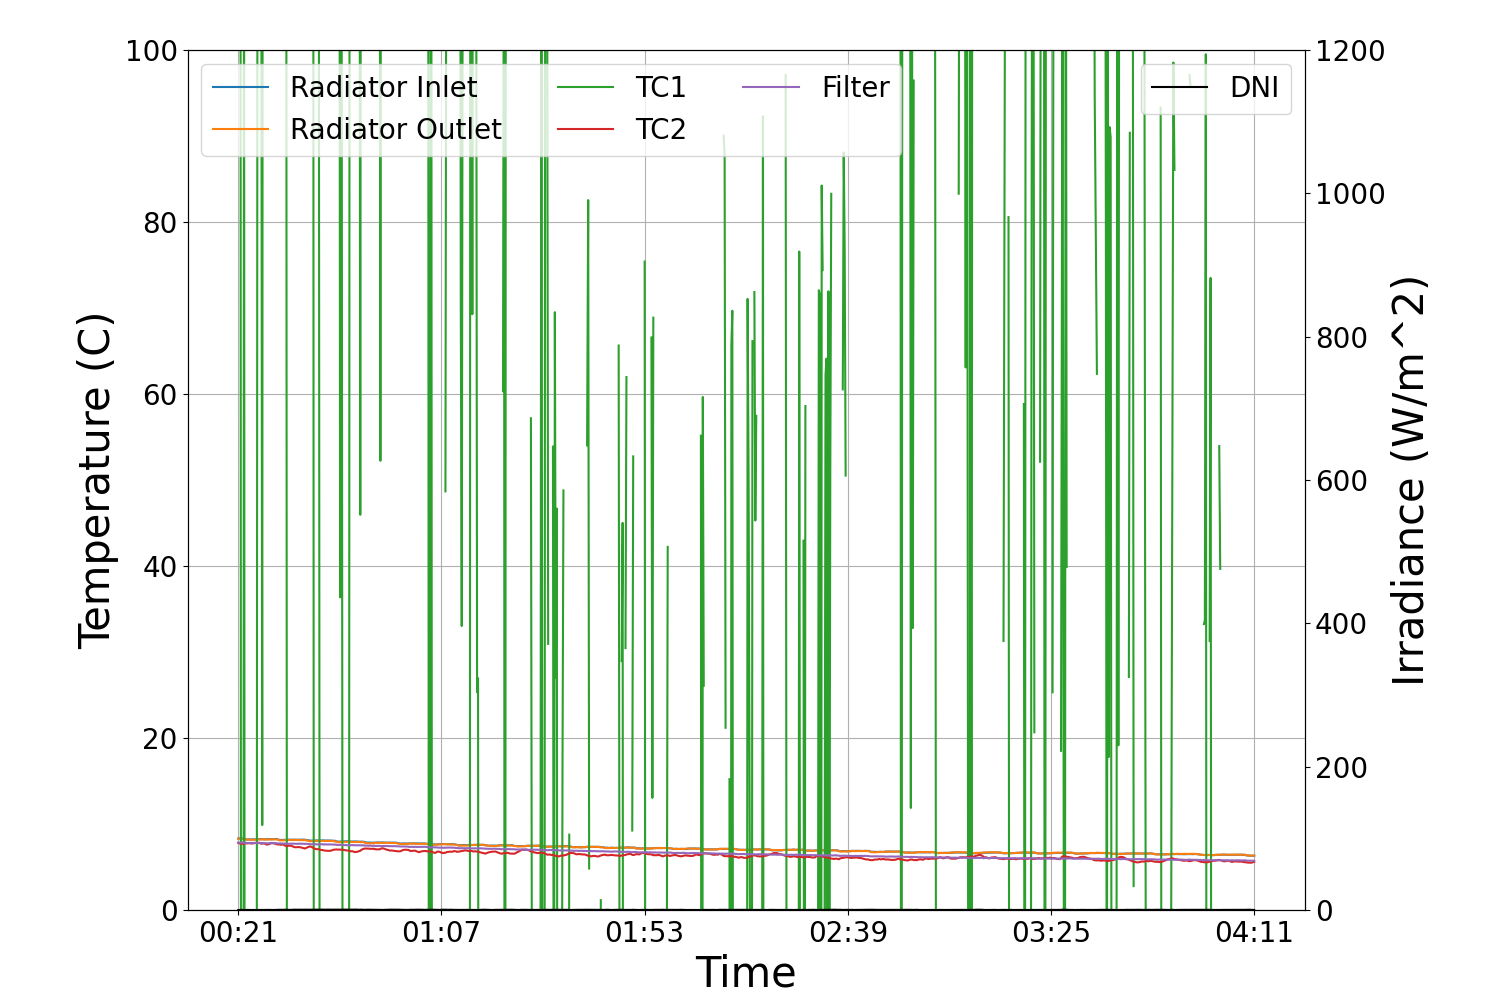 Radiator Inlet
Radiator Outlet
TC1
TC2
Filter
DNI
100
80
60
40
20
0
1200
1000
800
600
400
200
0
00:21
01:07
01:53
02:39
03:25
04:11
Temperature (C)
Irradiance (W/m^2)
Time